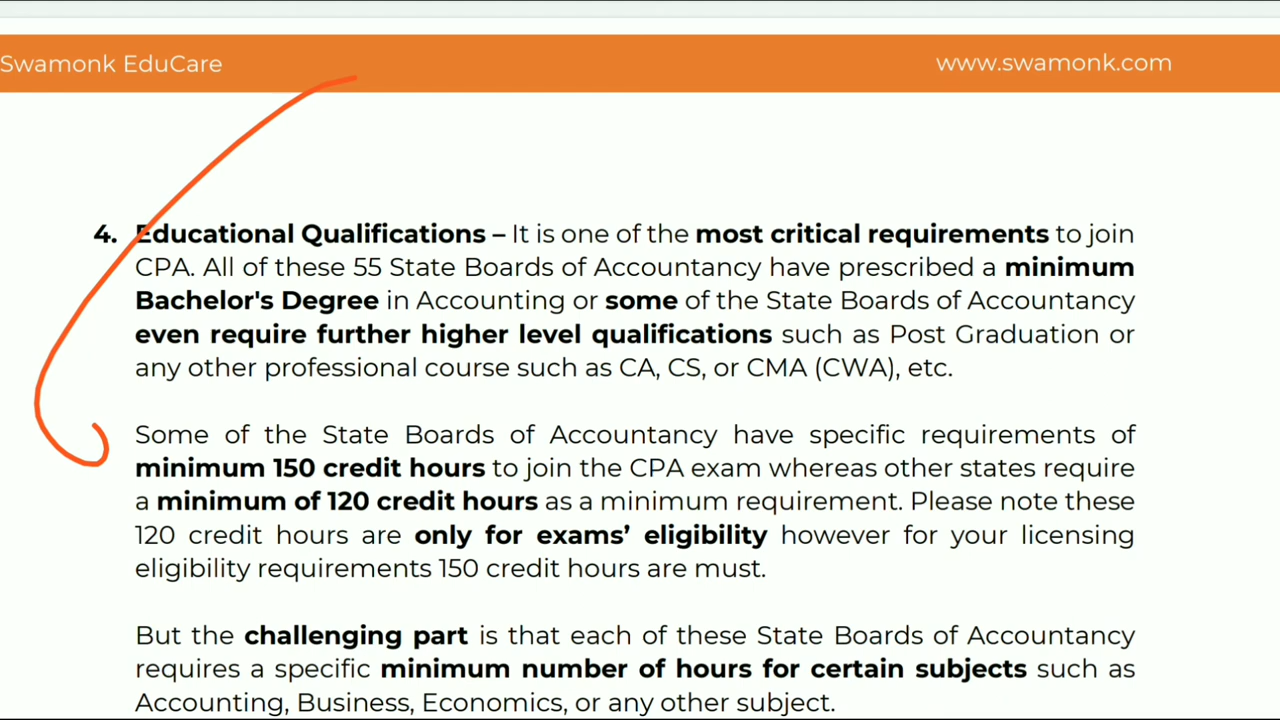 Swamonk EduCare www.swamonk.com
4. Educational Qualifications – It is one of the most critical requirements to join
CPA. All of these 55 State Boards of Accountancy have prescribed a minimum
Bachelor's Degree in Accounting or some of the State Boards of Accountancy
even require further higher level qualifications such as Post Graduation or
any other professional course such as CA, CS, or CMA (CWA), etc.
Some of the State Boards of Accountancy have specific requirements of
minimum 150 credit hours to join the CPA exam whereas other states require
a minimum of 120 credit hours as a minimum requirement. Please note these
120 credit hours are only for exams’ eligibility however for your licensing
eligibility requirements 150 credit hours are must.
But the challenging part is that each of these State Boards of Accountancy
requires a specific minimum number of hours for certain subjects such as
Accounting, Business, Economics, or any other subject.